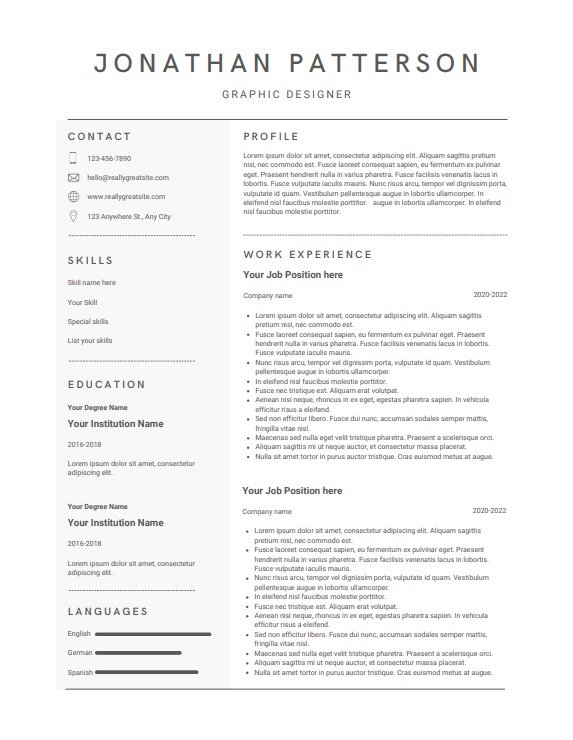 JONATHAN PATTERSON
GRAPHIC DESIGNER
CONTACT
123-456-7890
hello@reallygreatsite.com
www.reallygreatsite.com
123 Anywhere St., Any City
SKILLS
Skill name here
Your Skill
Special skills
List your skills
EDUCATION
Your Degree Name
Your Institution Name
2016-2018
Lorem ipsum dolor sit amet, consectetur
adipiscing elit.
Your Degree Name
Your Institution Name
2016-2018
Lorem ipsum dolor sit amet, consectetur
adipiscing elit.
LANGUAGES
English
German
Spanish
PROFILE
Lorem ipsum dolor sit amet, consectetur adipiscing elit. Aliquam sagittis pretium
nisl, nec commodo est. Fusce laoreet consequat sapien, eu fermentum ex pulvinar
eget. Praesent hendrerit nulla in varius pharetra. Fusce facilisis venenatis lacus in
lobortis. Fusce vulputate iaculis mauris. Nunc risus arcu, tempor vel dignissim porta,
vulputate id quam. Vestibulum pellentesque augue in lobortis ullamcorper. In
eleifend nisl faucibus molestie porttitor. augue in lobortis ullamcorper. In eleifend
nisl faucibus molestie porttitor.
WORK EXPERIENCE
Your Job Position here
Company name 2020-2022
• Lorem ipsum dolor sit amet, consectetur adipiscing elit. Aliquam sagittis
pretium nisl, nec commodo est.
• Fusce laoreet consequat sapien, eu fermentum ex pulvinar eget. Praesent
hendrerit nulla in varius pharetra. Fusce facilisis venenatis lacus in lobortis.
Fusce vulputate iaculis mauris.
• Nunc risus arcu, tempor vel dignissim porta, vulputate id quam. Vestibulum
pellentesque augue in lobortis ullamcorper.
• In eleifend nisl faucibus molestie porttitor.
• Fusce nec tristique est. Aliquam erat volutpat.
• Aenean nisi neque, rhoncus in eros et, egestas pharetra sapien. In vehicula
efficitur risus a eleifend.
• Sed non efficitur libero. Fusce dui nunc, accumsan sodales semper mattis,
fringilla vitae nisl.
• Maecenas sed nulla eget velit tristique pharetra. Praesent a scelerisque orci.
• Aliquam sagittis mi ut neque auctor, et consectetur massa placerat.
• Nulla sit amet tortor in purus auctor tristique. Cras euismod metus at augue.
Your Job Position here
Company name 2020-2022
• Lorem ipsum dolor sit amet, consectetur adipiscing elit. Aliquam sagittis
pretium nisl, nec commodo est.
• Fusce laoreet consequat sapien, eu fermentum ex pulvinar eget. Praesent
hendrerit nulla in varius pharetra. Fusce facilisis venenatis lacus in lobortis.
Fusce vulputate iaculis mauris.
• Nunc risus arcu, tempor vel dignissim porta, vulputate id quam. Vestibulum
pellentesque augue in lobortis ullamcorper.
• In eleifend nisl faucibus molestie porttitor.
• Fusce nec tristique est. Aliquam erat volutpat.
• Aenean nisi neque, rhoncus in eros et, egestas pharetra sapien. In vehicula
efficitur risus a eleifend.
• Sed non efficitur libero. Fusce dui nunc, accumsan sodales semper mattis,
fringilla vitae nisl.
• Maecenas sed nulla eget velit tristique pharetra. Praesent a scelerisque orci.
• Aliquam sagittis mi ut neque auctor, et consectetur massa placerat.
• Nulla sit amet tortor in purus auctor tristique. Cras euismod metus at augue.